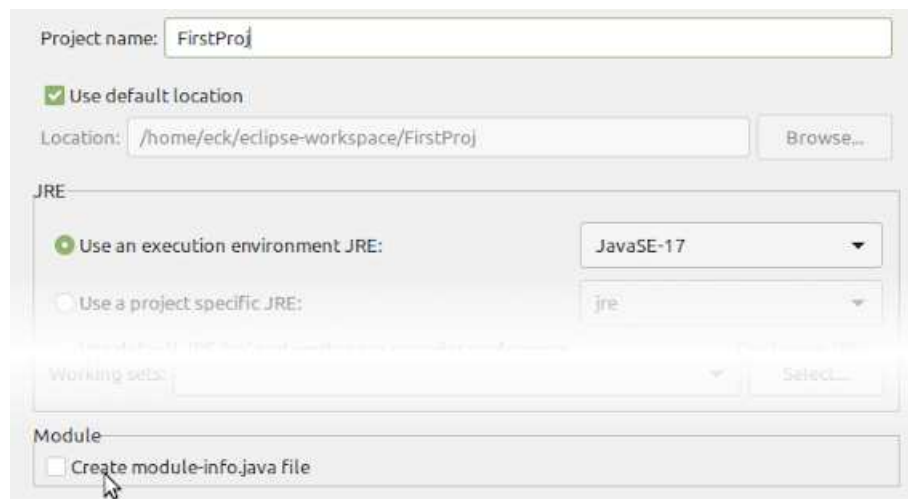 Project name: FirstProj
Use default location
Location: /home/eck/eclipse-workspace/FirstProj Browse...
JRE
Use an execution environment JRE: JavaSE-17
Use a project specific JRE: jre
Working sets: Select...
Module
Create module-info.java file